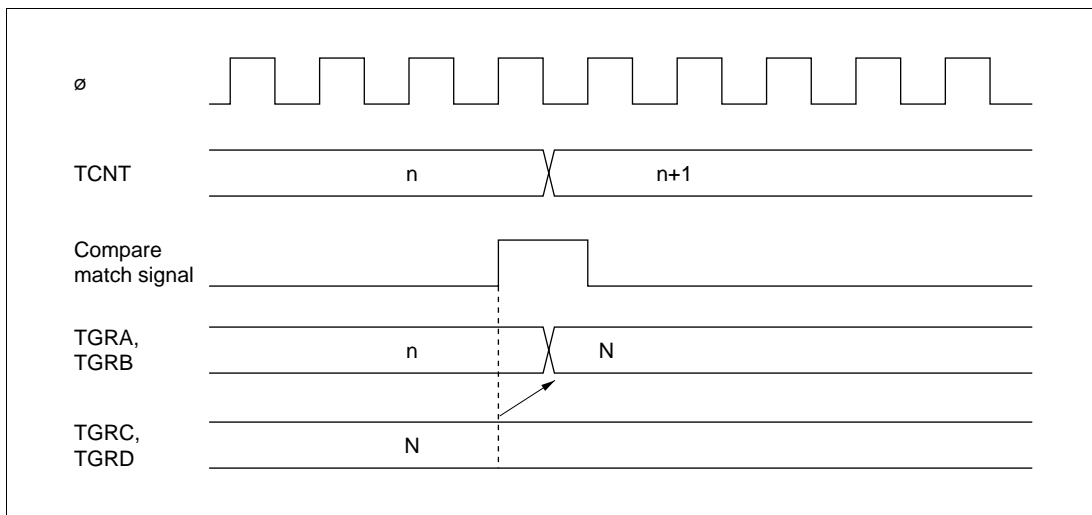 ø
TCNT
n
n+1
Compare
match signal
TGRA,
TGRB
n
N
TGRC,
TGRD
N